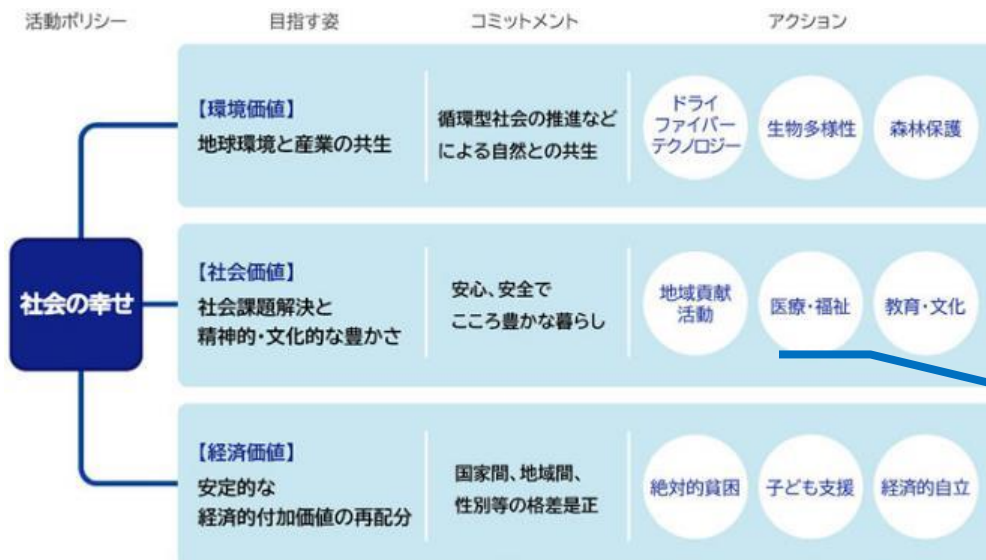 活動ポリシー
目指す姿
コミットメント
アクション
【環境価値】
地球環境と産業の共生
循環型社会の推進など
による自然との共生
ドライ
ファイバー
テクノロジー
生物多様性
森林保護
社会の幸せ
【社会価値】
社会課題解決と
精神的・文化的な豊かさ
安心、安全で
こころ豊かな暮らし
地域貢献
活動
医療・福祉
教育・文化
【経済価値】
安定的な
経済的付加価値の再配分
国家間、地域間、
性別等の格差是正
絶対的貧困
子ども支援
経済的自立